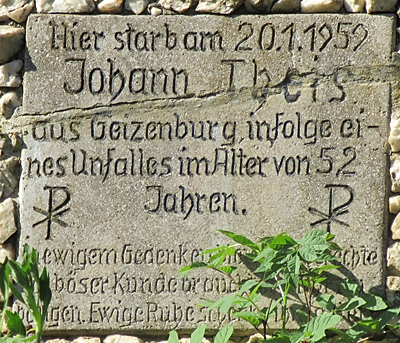 Hier starb am 20.1.1959
Johann Theis
aus Geizenburg, infolge ei-
nes Unfalles im Alter von 52
Jahren.
ewigem Gedenken
böser Kunde
Ewige Ruhe